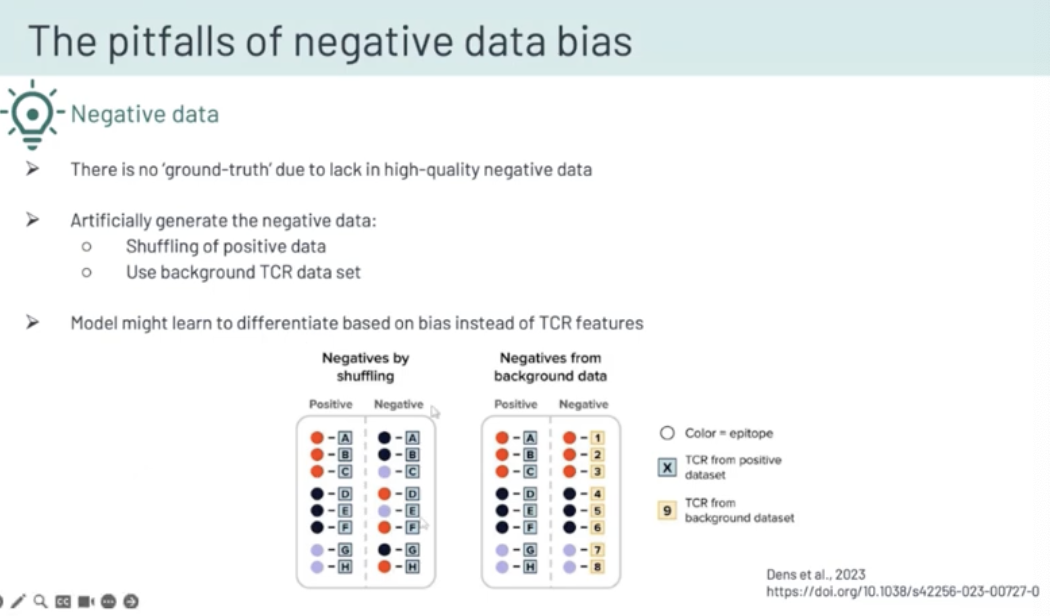 The pitfalls of negative data bias
Negative data
There is no 'ground-truth' due to lack in high-quality negative data
Artificially generate the negative data:
Shuffling of positive data
Use background TCR data set
Model might learn to differentiate based on bias instead of TCR features
Negatives by
shuffling
Positive Negative
A A
B B
C C
D D
E E
F F
G G
H H
Negatives from
background data
Positive Negative
A 1
B 2
C 3
D 4
E 5
F 6
G 7
H 8
Color = epitope
X TCR from positive
dataset
9 TCR from
background dataset
Dens et al., 2023
https://doi.org/10.1038/s42256-023-00727-0
CC